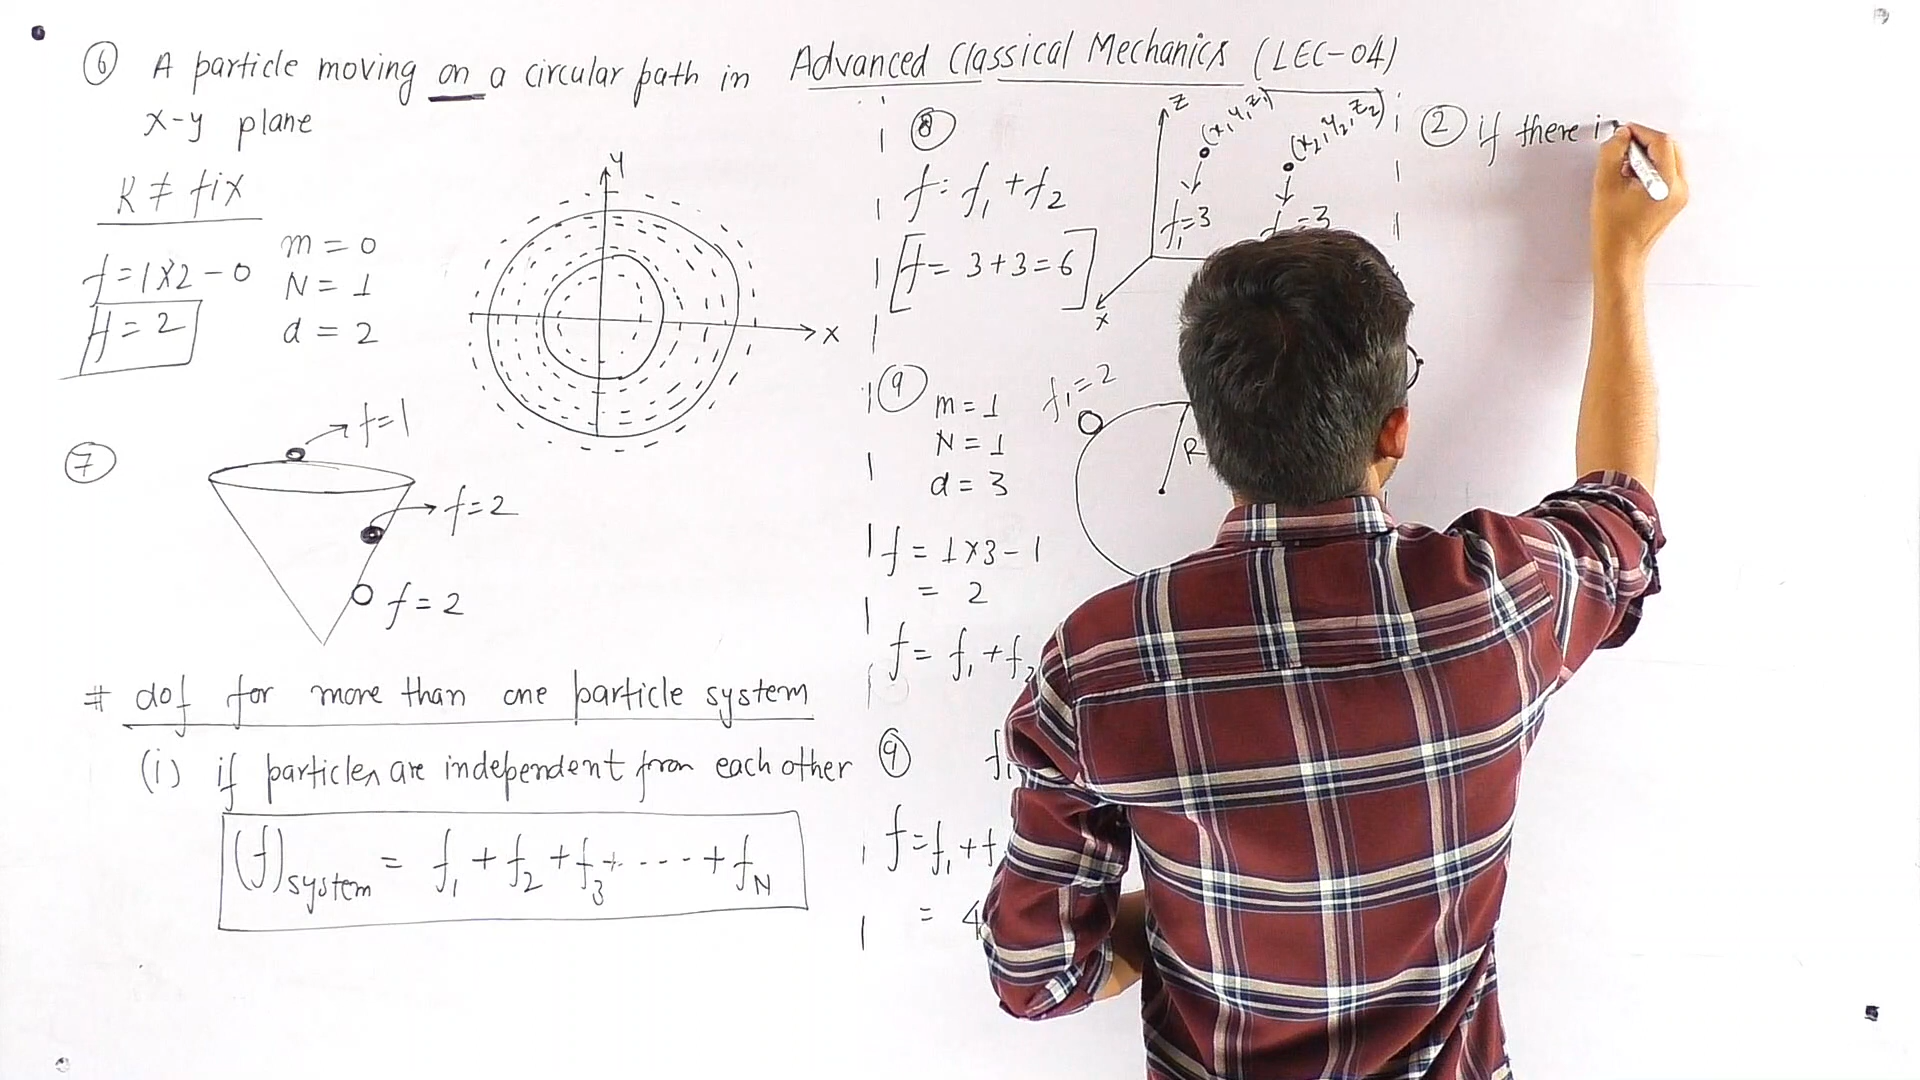 Advanced Classical Mechanics (LEC-04)
⑥ A particle moving on a circular path in
x-y plane
R ≠ fix
f = 1×2 - 0
f = 2
m = 0
N = 1
d = 2
y
x
⑦
f=1
f=2
f=2
# dof for more than one particle system
(i) if particles are independent from each other
(f)system = f₁ + f₂ + f₃ + ---- + fN
⑧
f = f₁ + f₂
[f = 3+3=6]
z
(x₁,y₁,z₁)
(x₂,y₂,z₂)
f₁=3
=3
x
⑨
m = 1
N = 1
d = 3
f₁ = 2
R
f = 1×3 - 1
= 2
f = f₁ + f₂
⑨
f₁
f = f₁ + f
= 4
② if there i